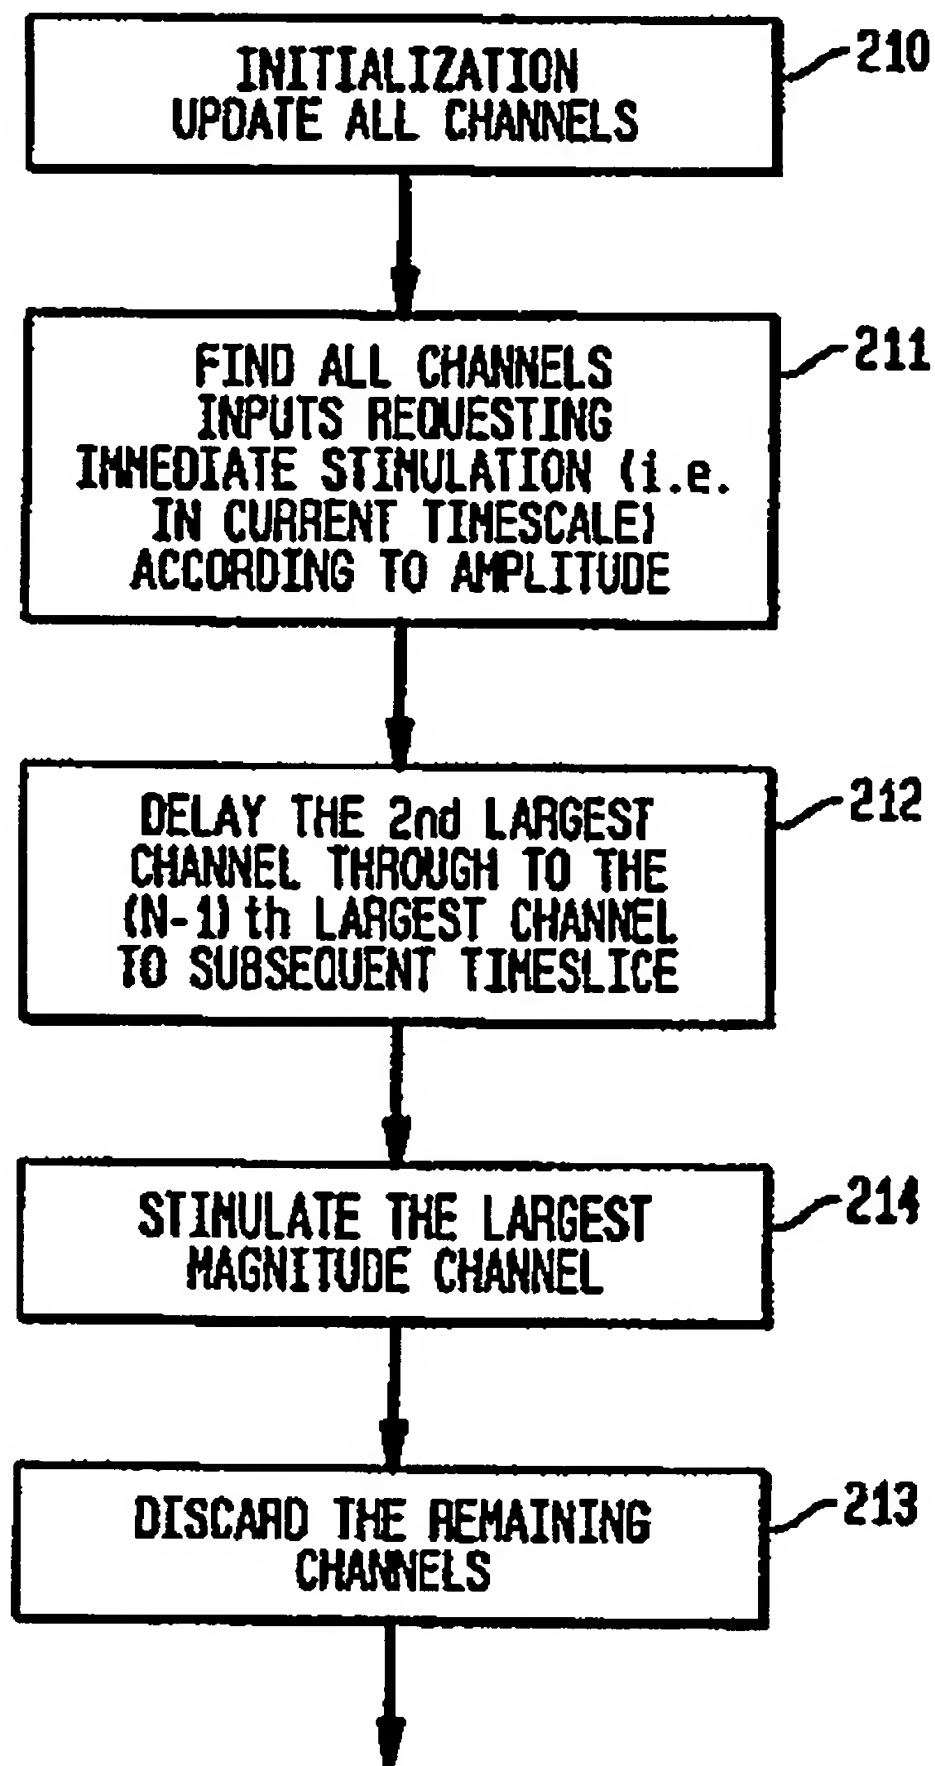 INITIALIZATION
UPDATE ALL CHANNELS
210
FIND ALL CHANNELS
INPUTS REQUESTING
IMMEDIATE STIMULATION (i.e.
IN CURRENT TIMESCALE)
ACCORDING TO AMPLITUDE
211
DELAY THE 2nd LARGEST
CHANNEL THROUGH TO THE
(N-1)th LARGEST CHANNEL
TO SUBSEQUENT TIMESLICE
212
STIMULATE THE LARGEST
MAGNITUDE CHANNEL
214
DISCARD THE REMAINING
CHANNELS
213